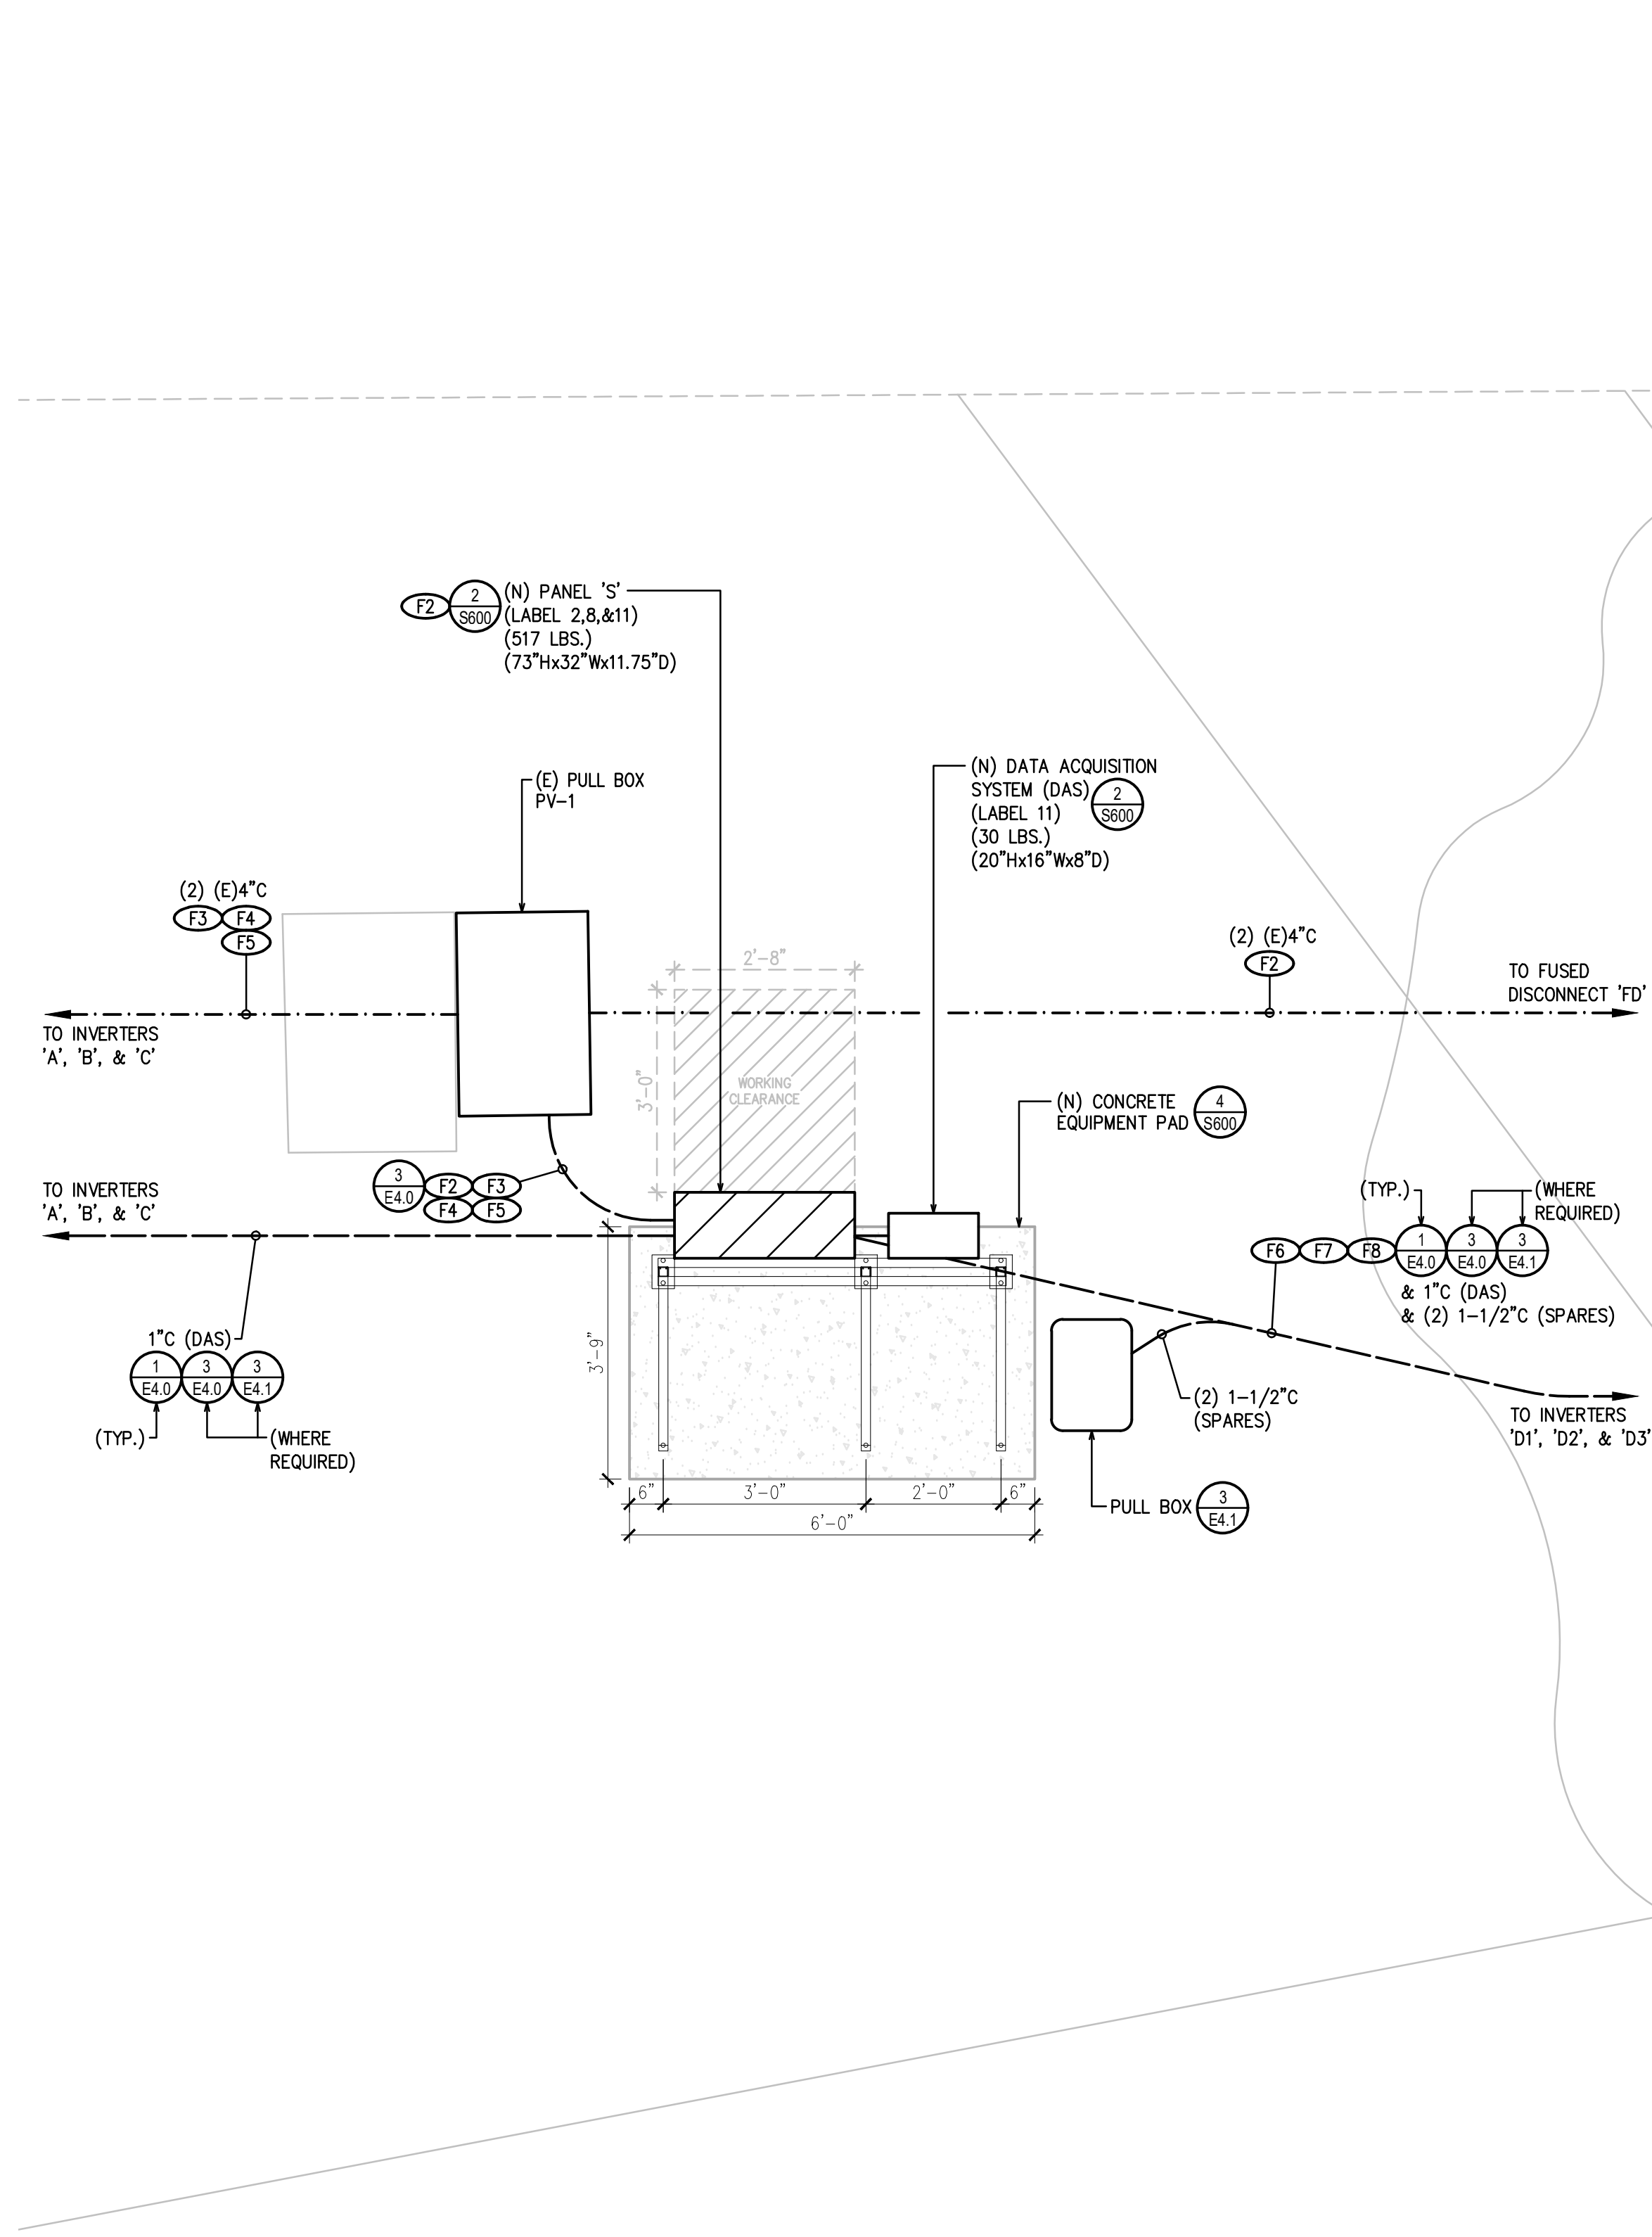 F2
2
S600
(N) PANEL 'S'
(LABEL 2,8,&11)
(517 LBS.)
(73"Hx32"Wx11.75"D)
(E) PULL BOX
PV-1
(N) DATA ACQUISITION
SYSTEM (DAS)
(LABEL 11)
(30 LBS.)
(20"Hx16"Wx8"D)
2
S600
(2) (E)4"C
F3 F4
F5
TO INVERTERS
'A', 'B', & 'C'
2'-8"
3'-0"
WORKING
CLEARANCE
(2) (E)4"C
F2
TO FUSED
DISCONNECT 'FD'
(N) CONCRETE
EQUIPMENT PAD
4
S600
3
E4.0
F2 F3
F4 F5
TO INVERTERS
'A', 'B', & 'C'
(TYP.)
(WHERE
REQUIRED)
F6 F7 F8
1
E4.0
3
E4.0
3
E4.1
& 1"C (DAS)
& (2) 1-1/2"C (SPARES)
1"C (DAS)
1
E4.0
3
E4.0
3
E4.1
(TYP.)
(WHERE
REQUIRED)
3'-9"
(2) 1-1/2"C
(SPARES)
TO INVERTERS
'D1', 'D2', & 'D3'
6" 3'-0" 2'-0" 6"
6'-0"
PULL BOX
3
E4.1